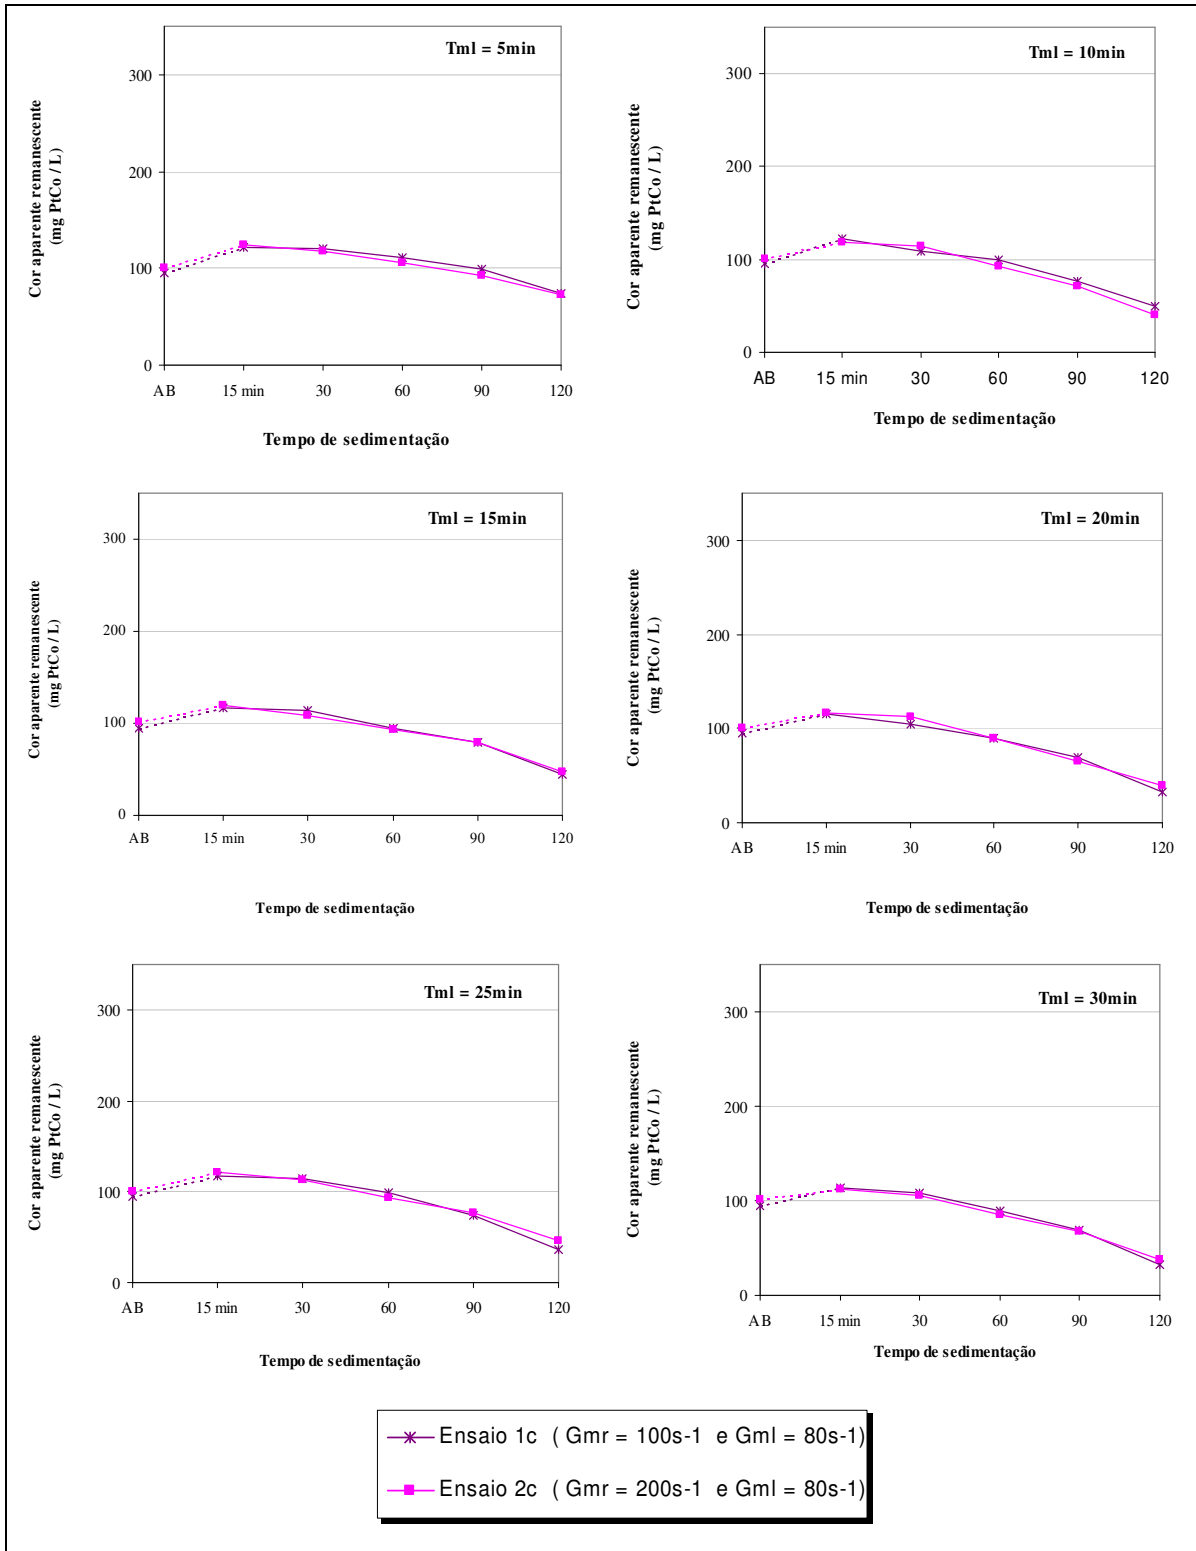 Tml = 5min
Cor aparente remanescente
(mg PtCo / L)
300
200
100
0
AB 15 min 30 60 90 120
Tempo de sedimentação
Tml = 10min
Cor aparente remanescente
(mg PtCo / L)
300
200
100
0
AB 15 min 30 60 90 120
Tempo de sedimentação
Tml = 15min
Cor aparente remanescente
(mg PtCo / L)
300
200
100
0
AB 15 min 30 60 90 120
Tempo de sedimentação
Tml = 20min
Cor aparente remanescente
(mg PtCo / L)
300
200
100
0
AB 15 min 30 60 90 120
Tempo de sedimentação
Tml = 25min
Cor aparente remanescente
(mg PtCo / L)
300
200
100
0
AB 15 min 30 60 90 120
Tempo de sedimentação
Tml = 30min
Cor aparente remanescente
(mg PtCo / L)
300
200
100
0
AB 15 min 30 60 90 120
Tempo de sedimentação
Ensaio 1c ( Gmr = 100s-1 e Gml = 80s-1)
Ensaio 2c ( Gmr = 200s-1 e Gml = 80s-1)